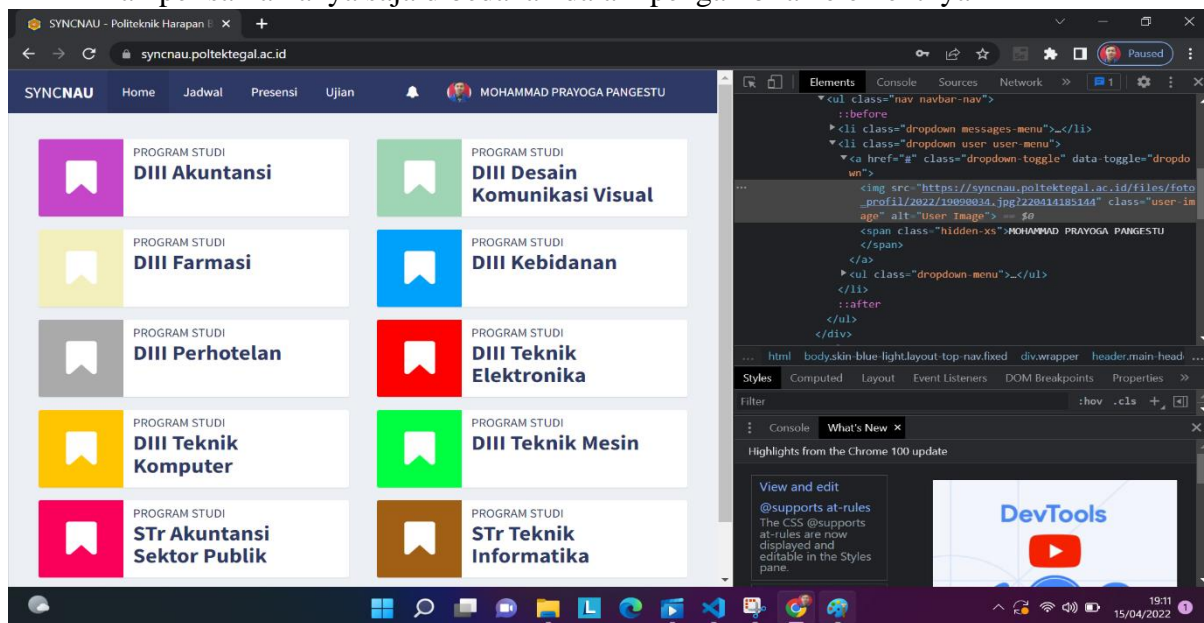 SYNCNAU - Politeknik Harapan B
syncnau.poltektegal.ac.id
Paused
SYNCNAU Home Jadwal Presensi Ujian MOHAMMAD PRAYOGA PANGESTU
PROGRAM STUDI
DIII Akuntansi
PROGRAM STUDI
DIII Desain
Komunikasi Visual
PROGRAM STUDI
DIII Farmasi
PROGRAM STUDI
DIII Kebidanan
PROGRAM STUDI
DIII Perhotelan
PROGRAM STUDI
DIII Teknik
Elektronika
PROGRAM STUDI
DIII Teknik
Komputer
PROGRAM STUDI
DIII Teknik Mesin
PROGRAM STUDI
STr Akuntansi
Sektor Publik
PROGRAM STUDI
STr Teknik
Informatika
Elements Console Sources Network » 1
<ul class="nav navbar-nav">
::before
<li class="dropdown messages-menu">…</li>
<li class="dropdown user user-menu">
<a href="#" class="dropdown-toggle" data-toggle="dropdo
wn">
<img src="https://syncnau.poltektegal.ac.id/files/foto
_profil/2022/19090034.jpg?220414185144" class="user-im
age" alt="User Image"> == $0
<span class="hidden-xs">MOHAMMAD PRAYOGA PANGESTU
</span>
</a>
<ul class="dropdown-menu">…</ul>
</li>
::after
</ul>
</div>
... html body.skin-blue-light.layout-top-nav.fixed div.wrapper header.main-head ...
Styles Computed Layout Event Listeners DOM Breakpoints Properties »
Filter :hov .cls +
Console What's New ×
Highlights from the Chrome 100 update
View and edit
@supports at-rules
The CSS @supports
at-rules are now
displayed and
editable in the Styles
pane.
DevTools
19:11
15/04/2022 1